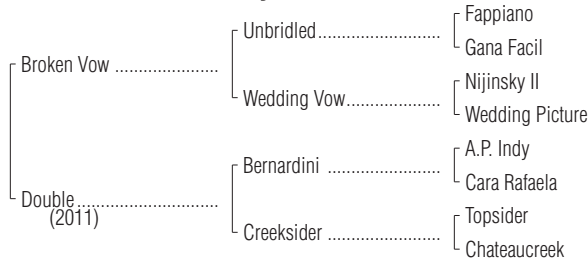 Fappiano
Unbridled
Gana Facil
Broken Vow
Nijinsky II
Wedding Vow
Wedding Picture
A.P. Indy
Bernardini
Cara Rafaela
Double
(2011)
Topsider
Creeksider
Chateaucreek